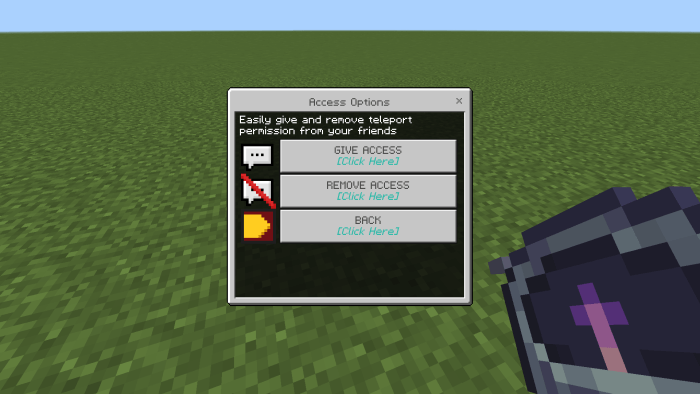 Access Options
Easily give and remove teleport
permission from your friends
GIVE ACCESS
[Click Here]
REMOVE ACCESS
[Click Here]
BACK
[Click Here]